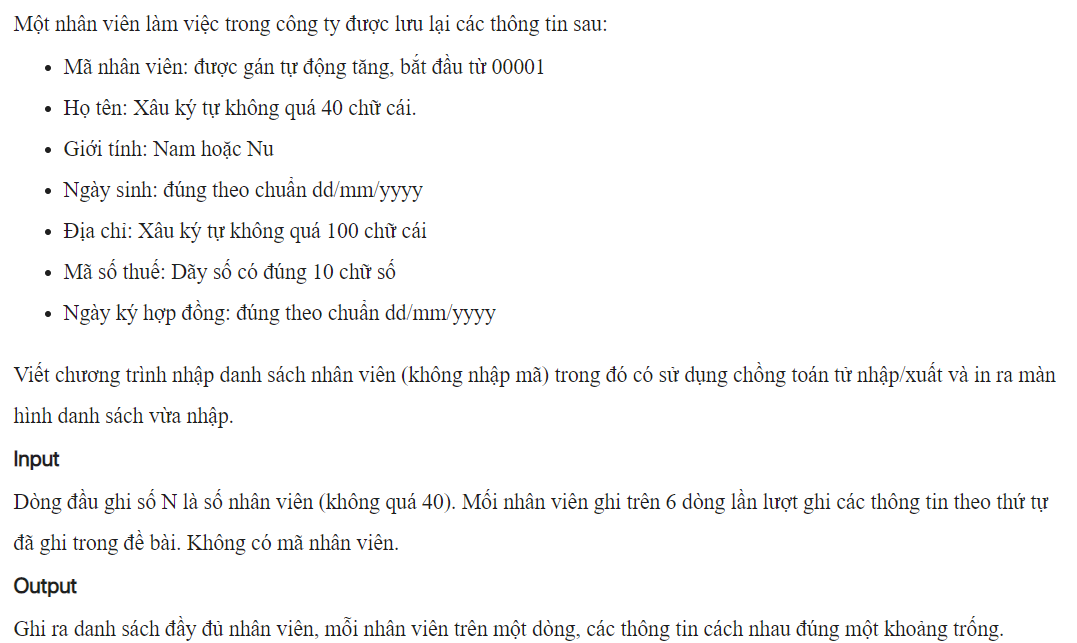 Một nhân viên làm việc trong công ty được lưu lại các thông tin sau:
• Mã nhân viên: được gán tự động tăng, bắt đầu từ 00001
• Họ tên: Xâu ký tự không quá 40 chữ cái.
• Giới tính: Nam hoặc Nu
• Ngày sinh: đúng theo chuẩn dd/mm/yyyy
• Địa chỉ: Xâu ký tự không quá 100 chữ cái
• Mã số thuế: Dãy số có đúng 10 chữ số
• Ngày ký hợp đồng: đúng theo chuẩn dd/mm/yyyy
Viết chương trình nhập danh sách nhân viên (không nhập mã) trong đó có sử dụng chồng toán tử nhập/xuất và in ra màn
hình danh sách vừa nhập.
Input
Dòng đầu ghi số N là số nhân viên (không quá 40). Mối nhân viên ghi trên 6 dòng lần lượt ghi các thông tin theo thứ tự
đã ghi trong đề bài. Không có mã nhân viên.
Output
Ghi ra danh sách đầy đủ nhân viên, mỗi nhân viên trên một dòng, các thông tin cách nhau đúng một khoảng trống.